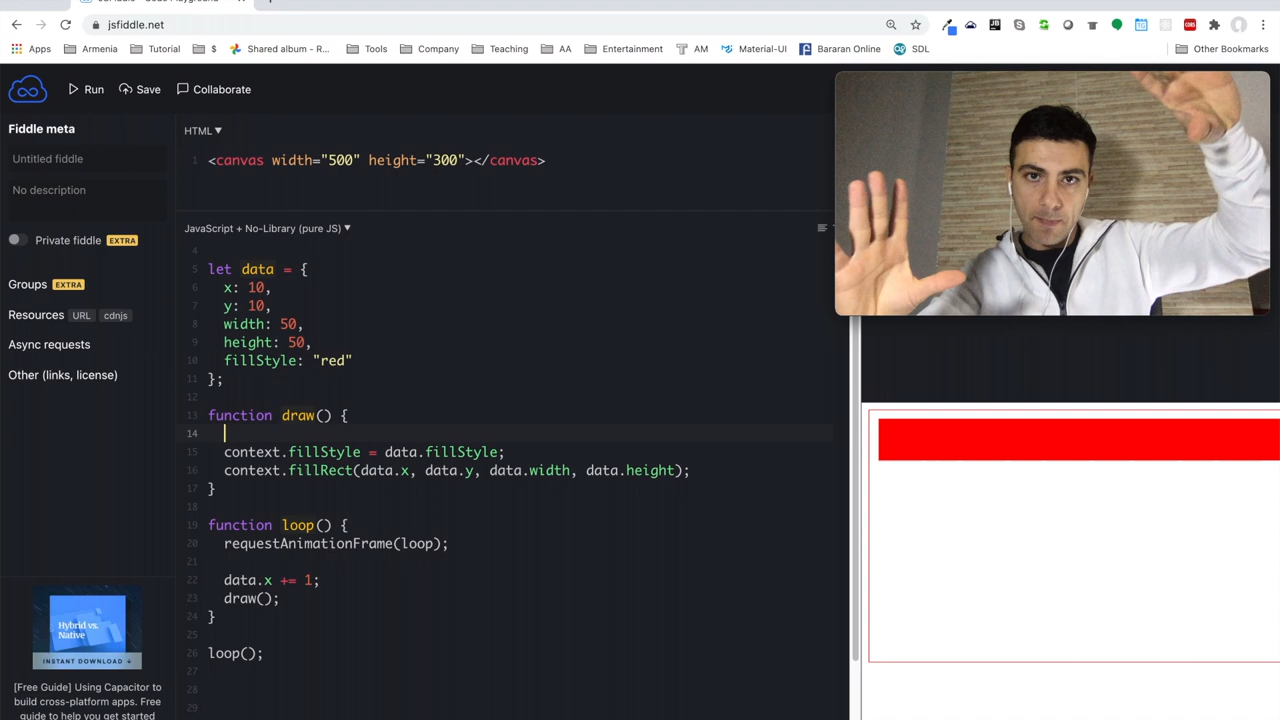 jsfiddle.net
Apps Armenia Tutorial $ Shared album - R... Tools Company Teaching AA Entertainment AM Material-UI Bararan Online SDL Other Bookmarks
Run Save Collaborate
Fiddle meta
Untitled fiddle
No description
Private fiddle EXTRA
Groups EXTRA
Resources URL cdnjs
Async requests
Other (links, license)
Hybrid vs.
Native
INSTANT DOWNLOAD
[Free Guide] Using Capacitor to
build cross-platform apps. Free
guide to help you get started
HTML
1 <canvas width="500" height="300"></canvas>
JavaScript + No-Library (pure JS)
4
5 let data = {
6 x: 10,
7 y: 10,
8 width: 50,
9 height: 50,
10 fillStyle: "red"
11 };
12
13 function draw() {
14
15 context.fillStyle = data.fillStyle;
16 context.fillRect(data.x, data.y, data.width, data.height);
17 }
18
19 function loop() {
20 requestAnimationFrame(loop);
21
22 data.x += 1;
23 draw();
24 }
25
26 loop();
27
28
29